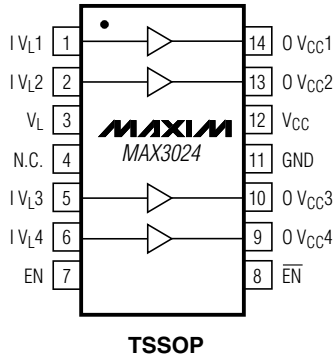 I VL1 1 14 O VCC1
I VL2 2 13 O VCC2
VL 3 12 VCC
MAXIM
N.C. 4 MAX3024 11 GND
I VL3 5 10 O VCC3
I VL4 6 9 O VCC4
EN 7 8 E̅N̅
TSSOP